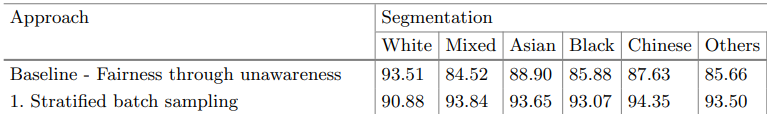 Approach Segmentation
White Mixed Asian Black Chinese Others
Baseline - Fairness through unawareness 93.51 84.52 88.90 85.88 87.63 85.66
1. Stratified batch sampling 90.88 93.84 93.65 93.07 94.35 93.50